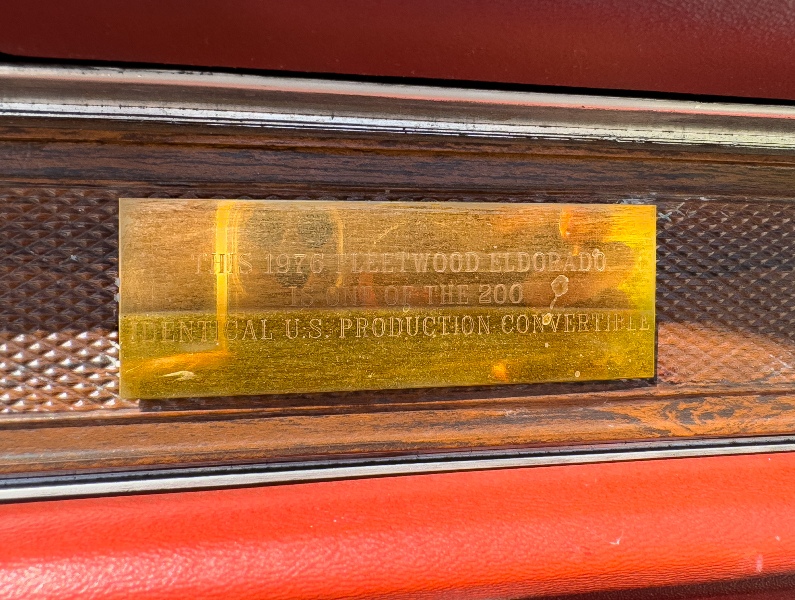 THIS 1976 FLEETWOOD ELDORADO
IS ONE OF THE 200
IDENTICAL U.S. PRODUCTION CONVERTIBLE